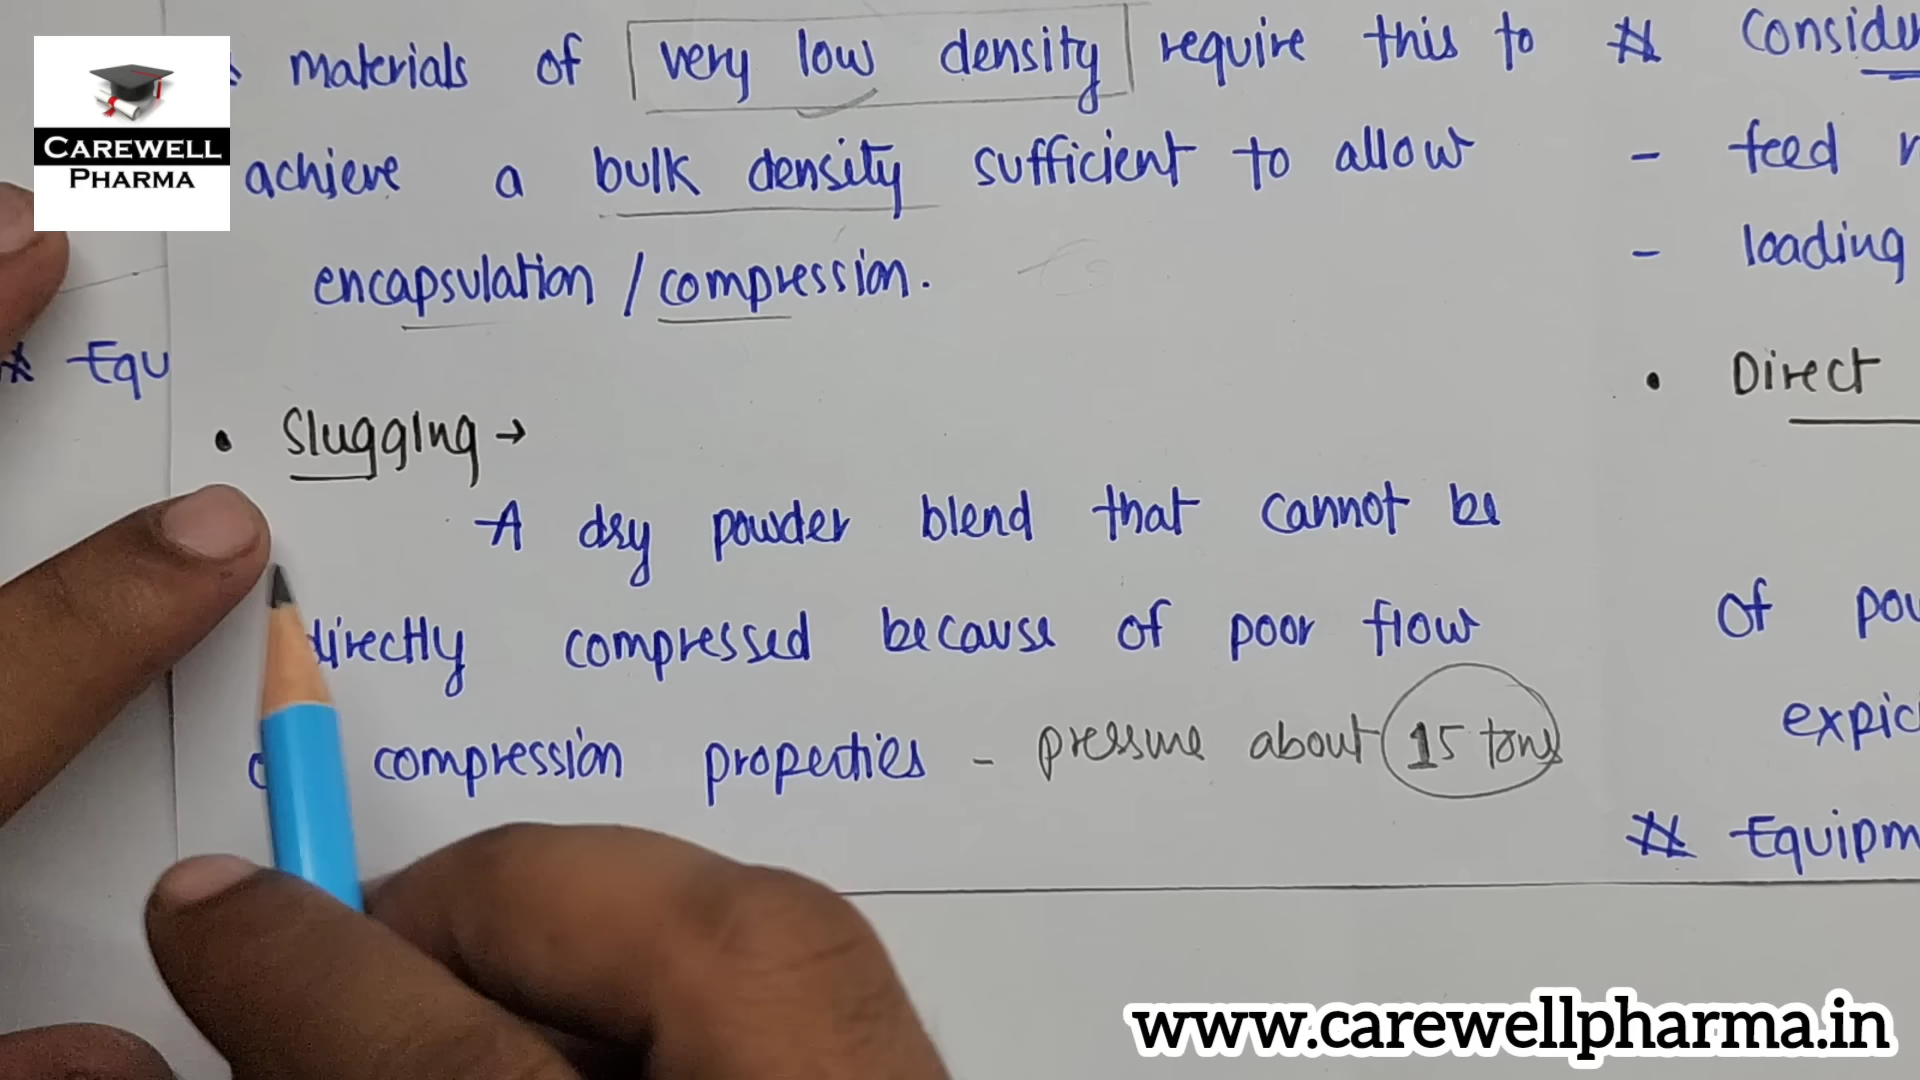 materials of very low density require this to
achieve a bulk density sufficient to allow
encapsulation / compression.
• Slugging →
A dry powder blend that cannot be
directly compressed because of poor flow
compression properties - pressure about 15 tons
Equ
Conside
- feed r
- loading
• Direct
of pou
expic
Equipm
CAREWELL
PHARMA
www.carewellpharma.in